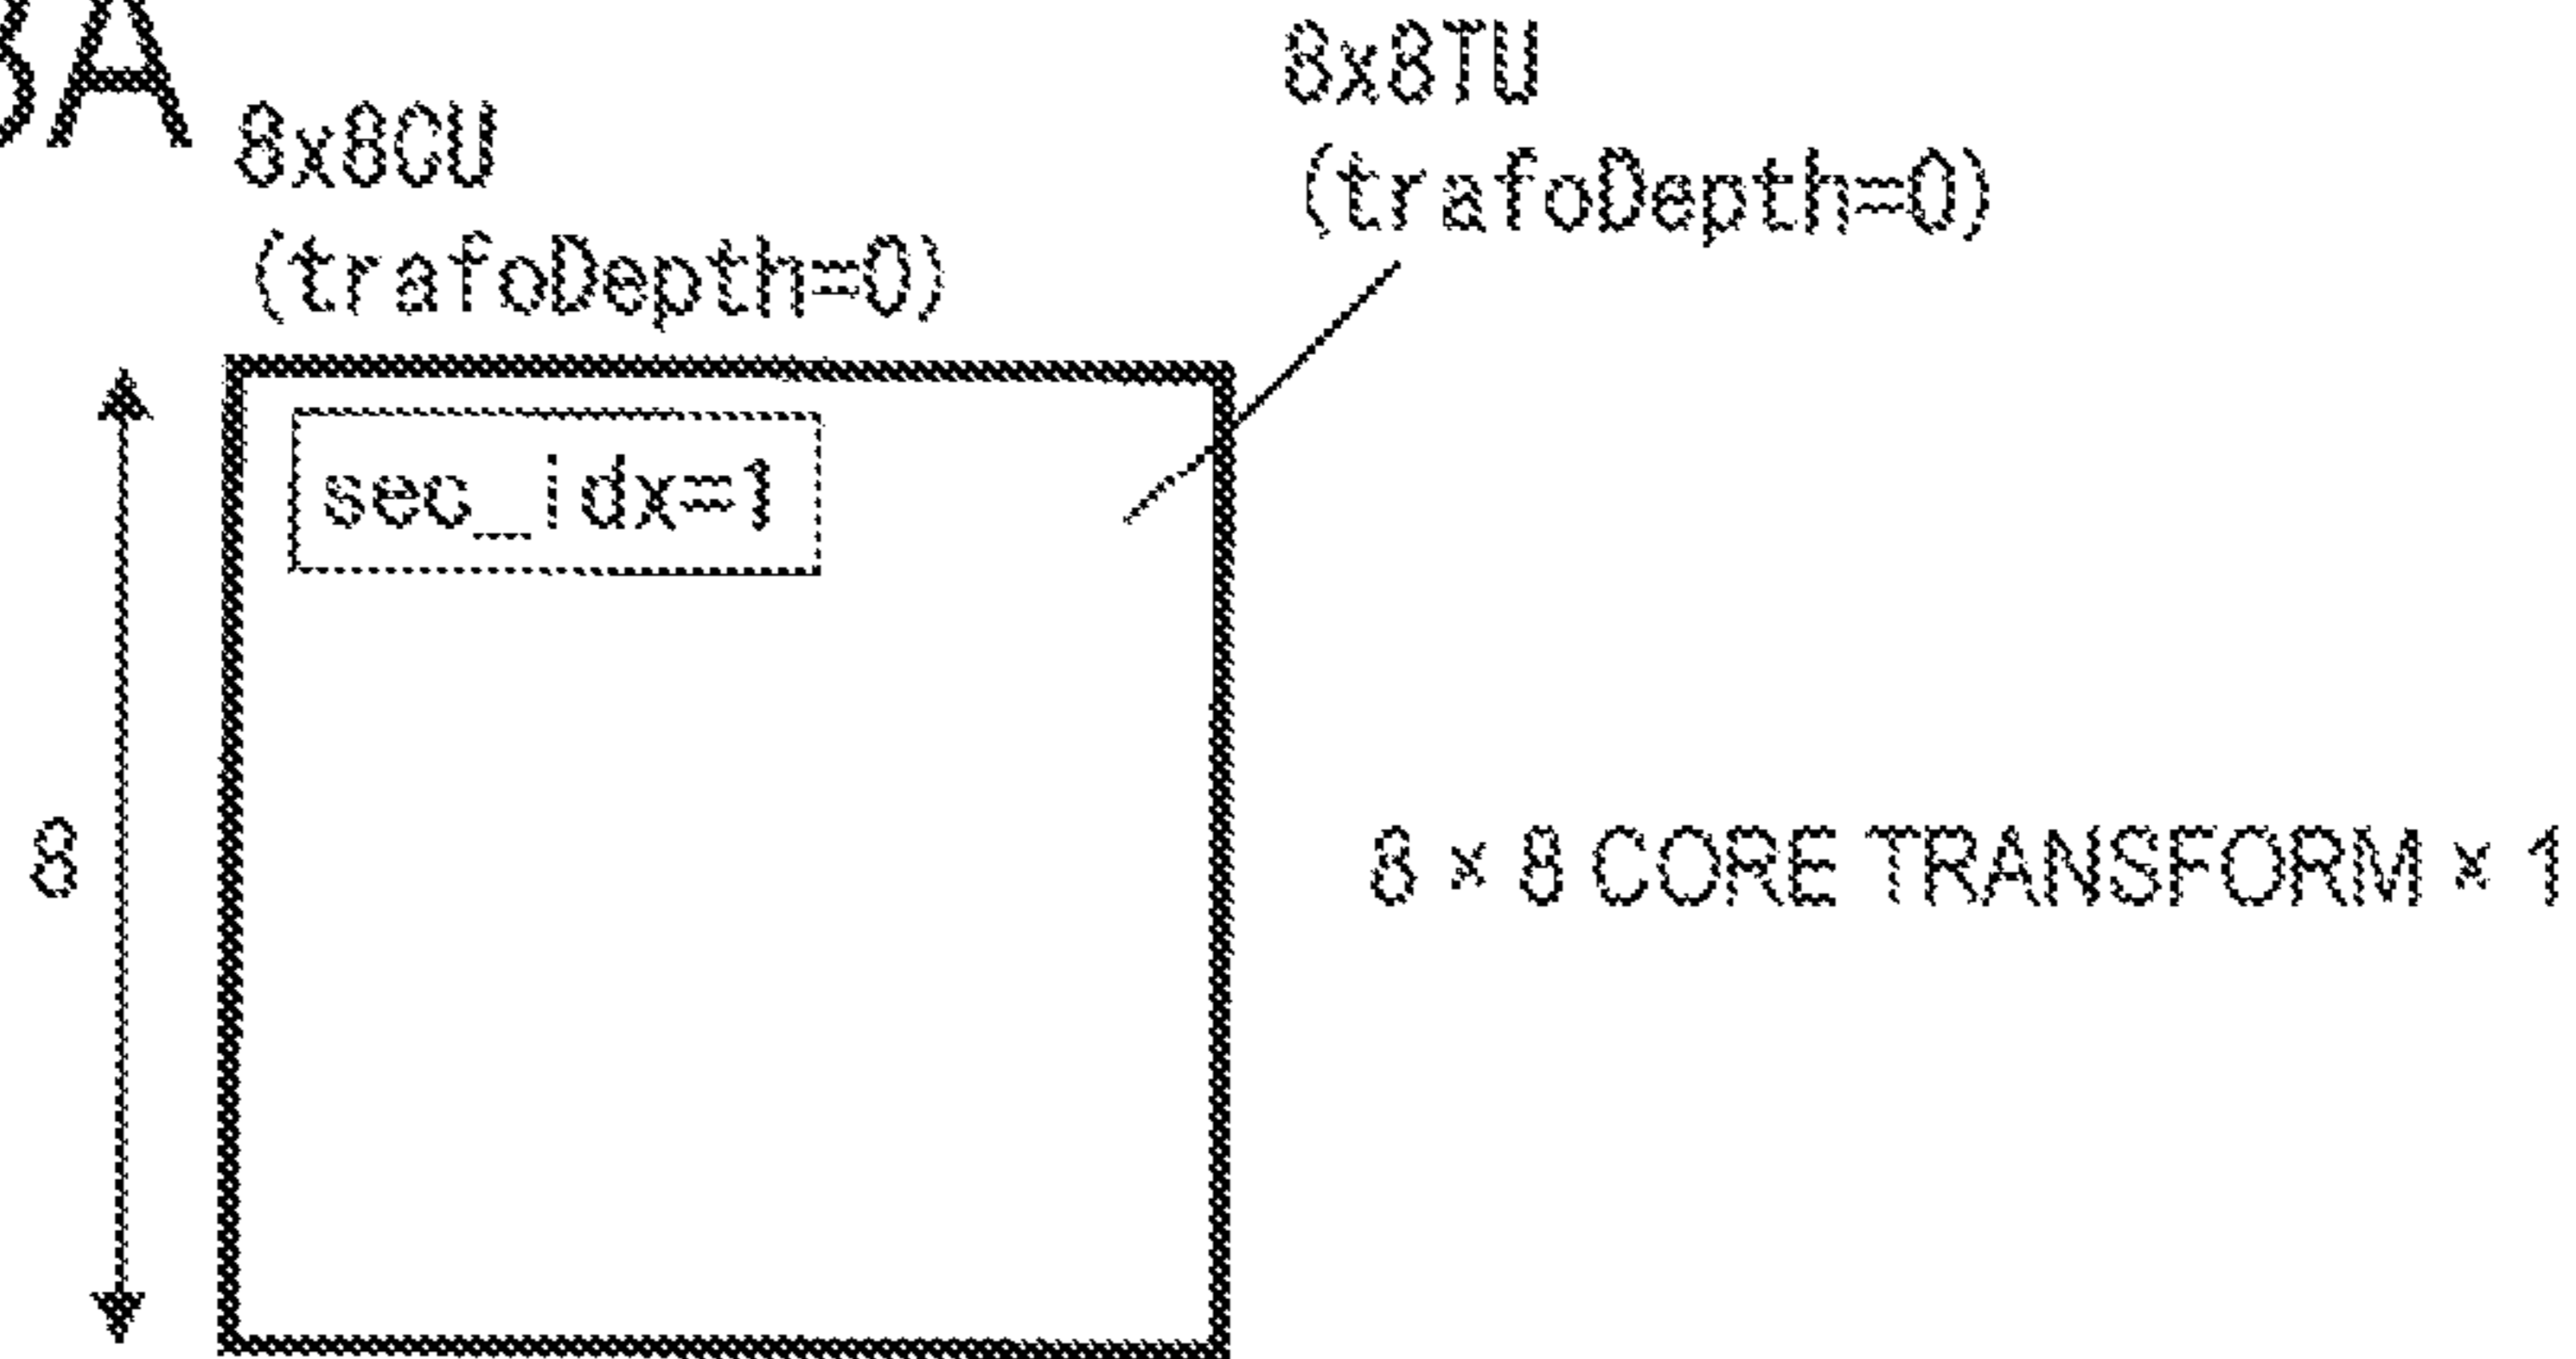 8x8CU
(trafoDepth=0)
8x8TU
(trafoDepth=0)
sec_idx=1
8
8 × 8 CORE TRANSFORM × 1